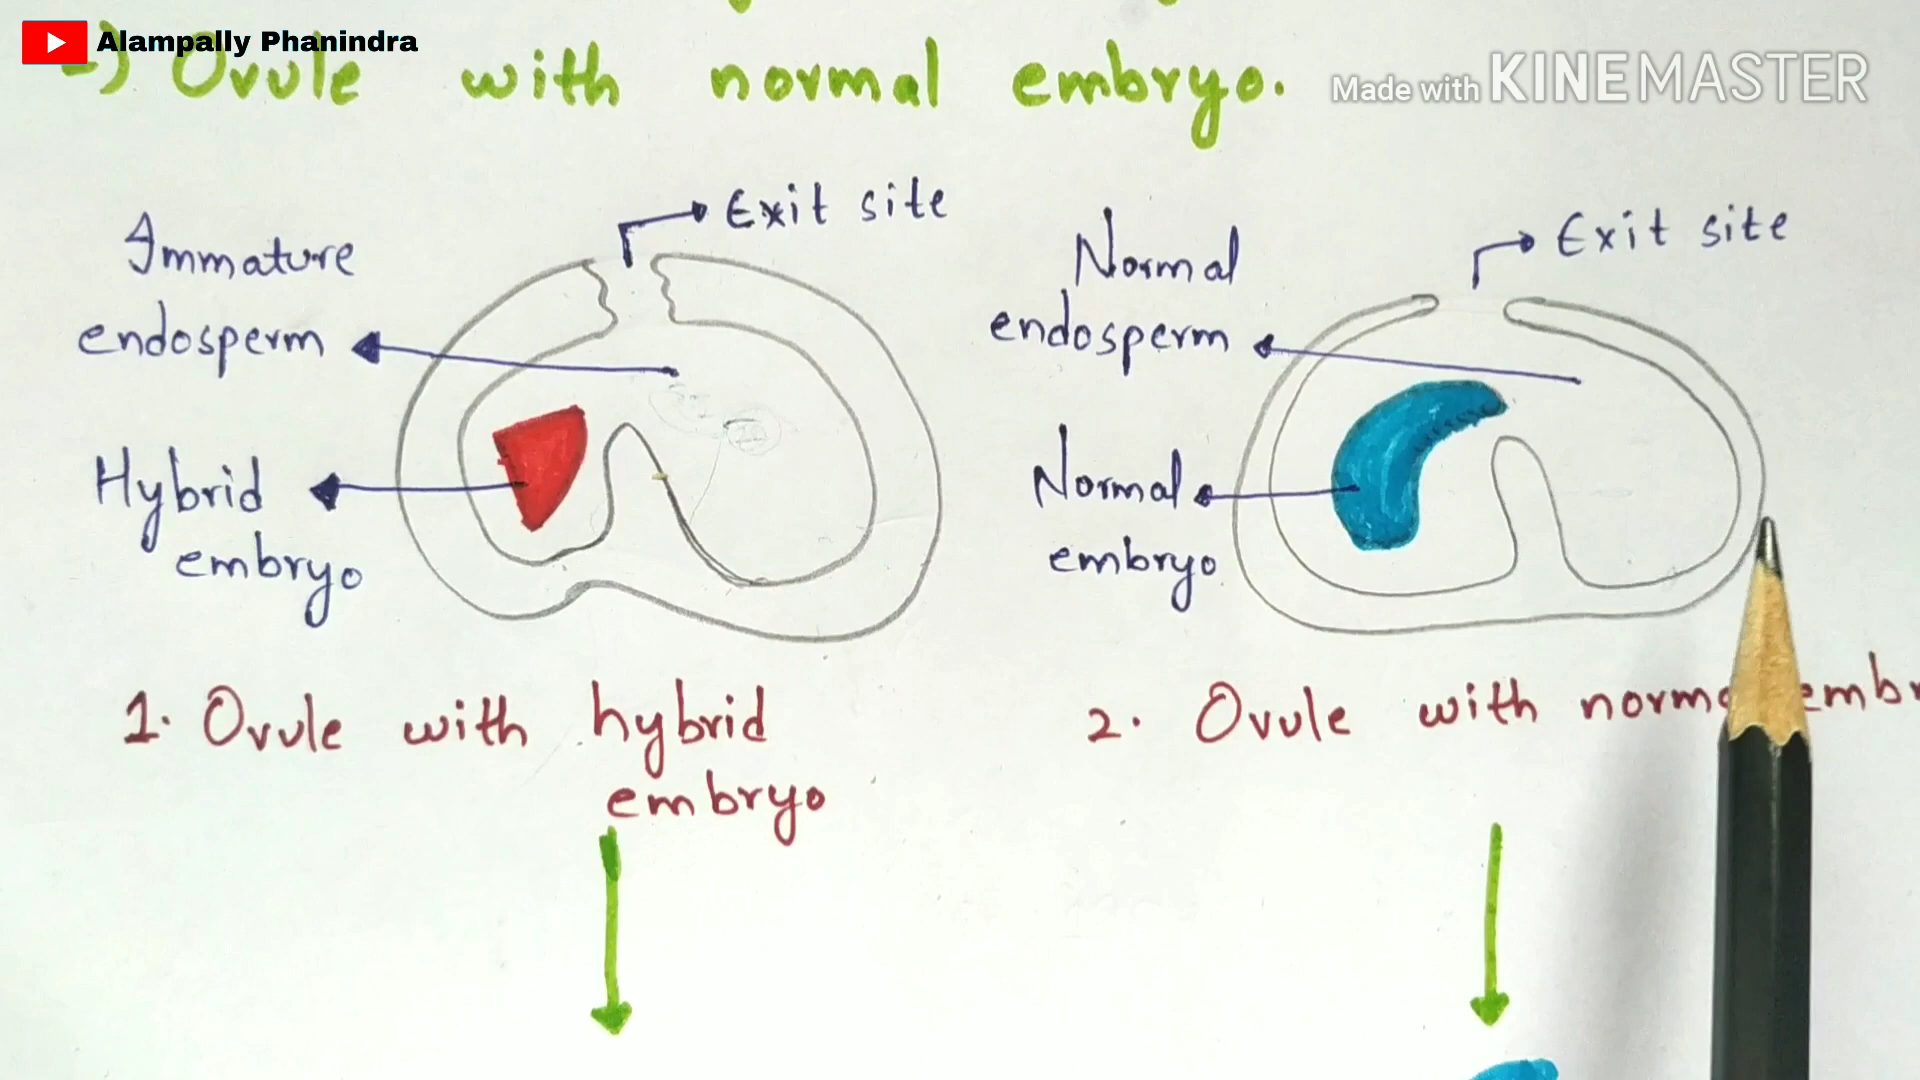 Alampally Phanindra
Made with KINEMASTER
-) Ovule with normal embryo.
Immature
endosperm
Exit site
Hybrid
embryo
Normal
endosperm
Exit site
Normal
embryo
1. Ovule with hybrid
embryo
2. Ovule with